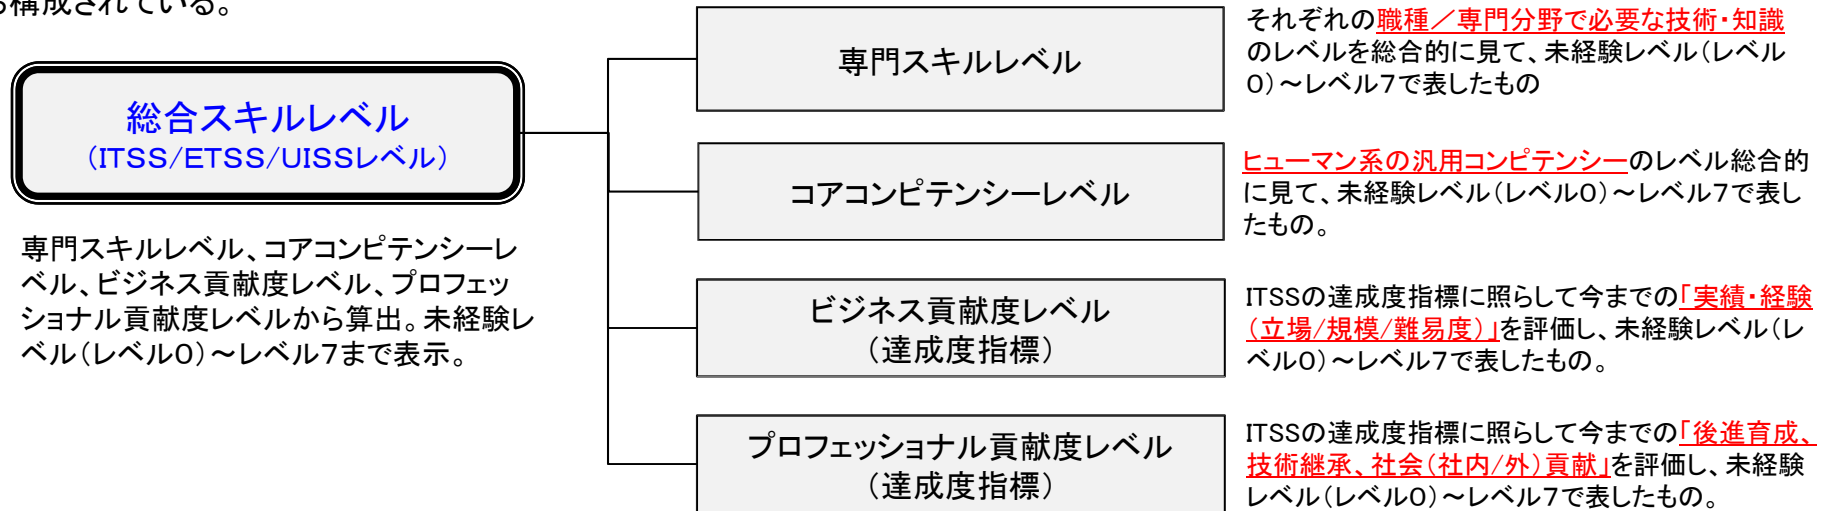 構成されている。
総合スキルレベル
（ITSS/ETSS/UISSレベル）
専門スキルレベル、コアコンピテンシーレ
ベル、ビジネス貢献度レベル、プロフェッ
ショナル貢献度レベルから算出。未経験レ
ベル（レベル０）～レベル７まで表示。
専門スキルレベル
それぞれの職種／専門分野で必要な技術・知識
のレベルを総合的に見て、未経験レベル（レベル
０）～レベル７で表したもの
コアコンピテンシーレベル
ヒューマン系の汎用コンピテンシーのレベル総合的
に見て、未経験レベル（レベル０）～レベル７で表し
たもの。
ビジネス貢献度レベル
（達成度指標）
ITSSの達成度指標に照らして今までの「実績・経験
（立場/規模/難易度）」を評価し、未経験レベル（レ
ベル０）～レベル７で表したもの。
プロフェッショナル貢献度レベル
（達成度指標）
ITSSの達成度指標に照らして今までの「後進育成、
技術継承、社会（社内/外）貢献」を評価し、未経験
レベル（レベル０）～レベル７で表したもの。